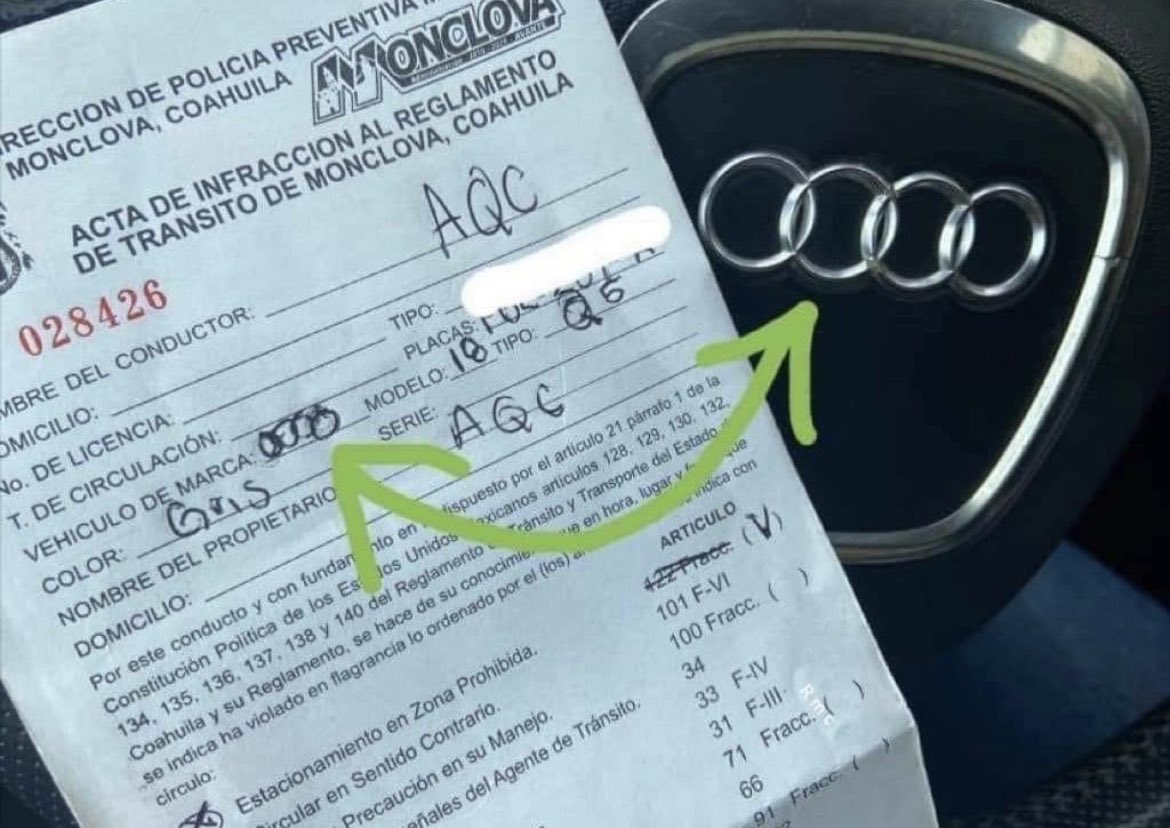 DIRECCION DE POLICIA PREVENTIVA
MONCLOVA, COAHUILA
MONCLOVA
ACTA DE INFRACCION AL REGLAMENTO
DE TRANSITO DE MONCLOVA, COAHUILA
028426
AQC
NOMBRE DEL CONDUCTOR:
DOMICILIO: TIPO:
No. DE LICENCIA: PLACAS:
T. DE CIRCULACIÓN: MODELO: 18 TIPO: Q5
VEHICULO DE MARCA: SERIE: AQC
COLOR: Gris
NOMBRE DEL PROPIETARIO
DOMICILIO:
Por este conducto y con fundamento en dispuesto por el artículo 21 párrafo 1 de la
Constitución Política de los Estados Unidos Mexicanos artículos 128, 129, 130, 132,
134, 135, 136, 137, 138 y 140 del Reglamento Tránsito y Transporte del Estado
Coahuila y su Reglamento, se hace de su conocimiento que en hora, lugar y que
se indica ha violado en flagrancia lo ordenado por el (los) indica con
circulo:
ARTICULO
122 Fracc. (V)
Estacionamiento en Zona Prohibida. 101 F-VI
Circular en Sentido Contrario. 100 Fracc. ( )
Precaución en su Manejo. 34
señales del Agente de Tránsito. 33 F-IV
31 F-III
71 Fracc. ( )
66
91 Fracc. ( )